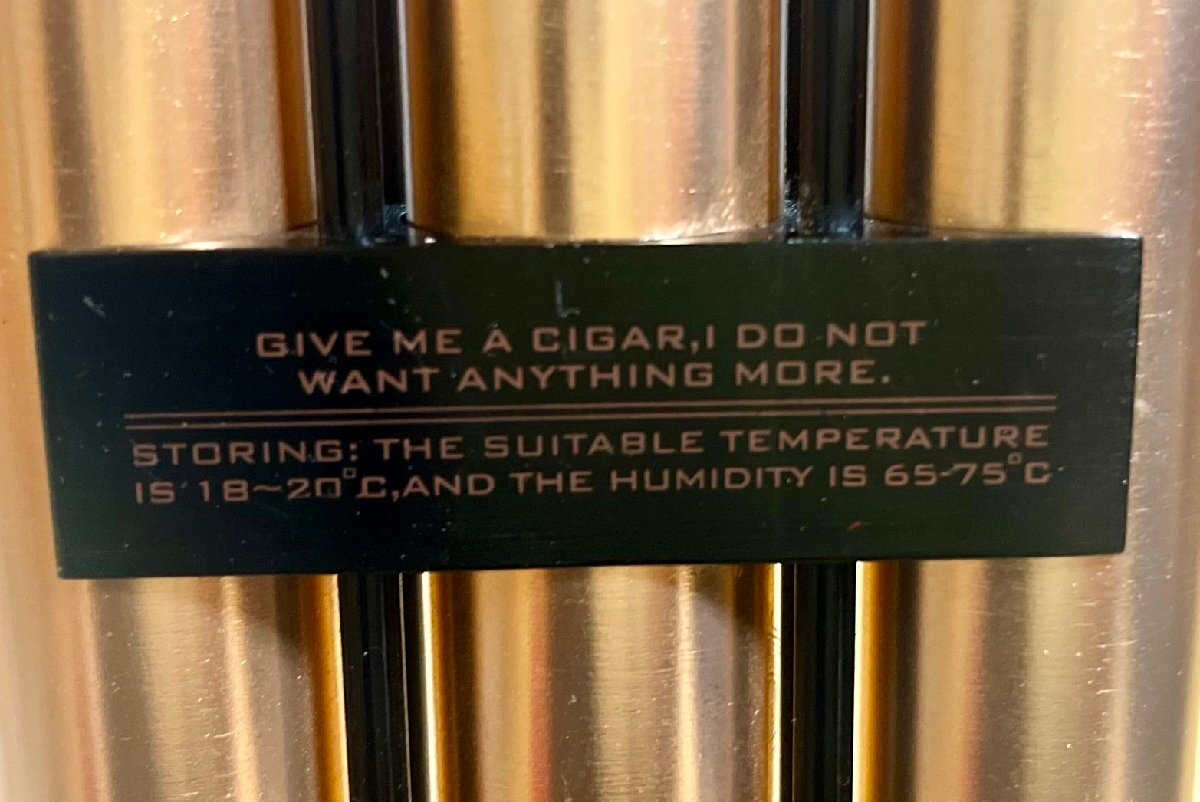 GIVE ME A CIGAR,I DO NOT
WANT ANYTHING MORE.
STORING: THE SUITABLE TEMPERATURE
IS 18~20°C,AND THE HUMIDITY IS 65-75°C